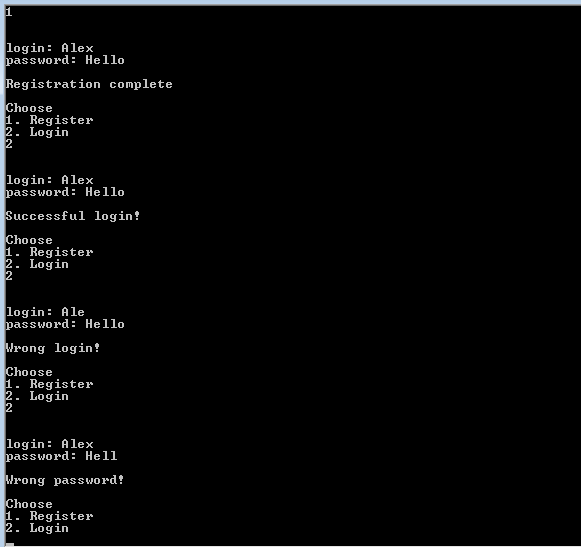 1
login: Alex
password: Hello
Registration complete
Choose
1. Register
2. Login
2
login: Alex
password: Hello
Successful login!
Choose
1. Register
2. Login
2
login: Ale
password: Hello
Wrong login!
Choose
1. Register
2. Login
2
login: Alex
password: Hell
Wrong password!
Choose
1. Register
2. Login